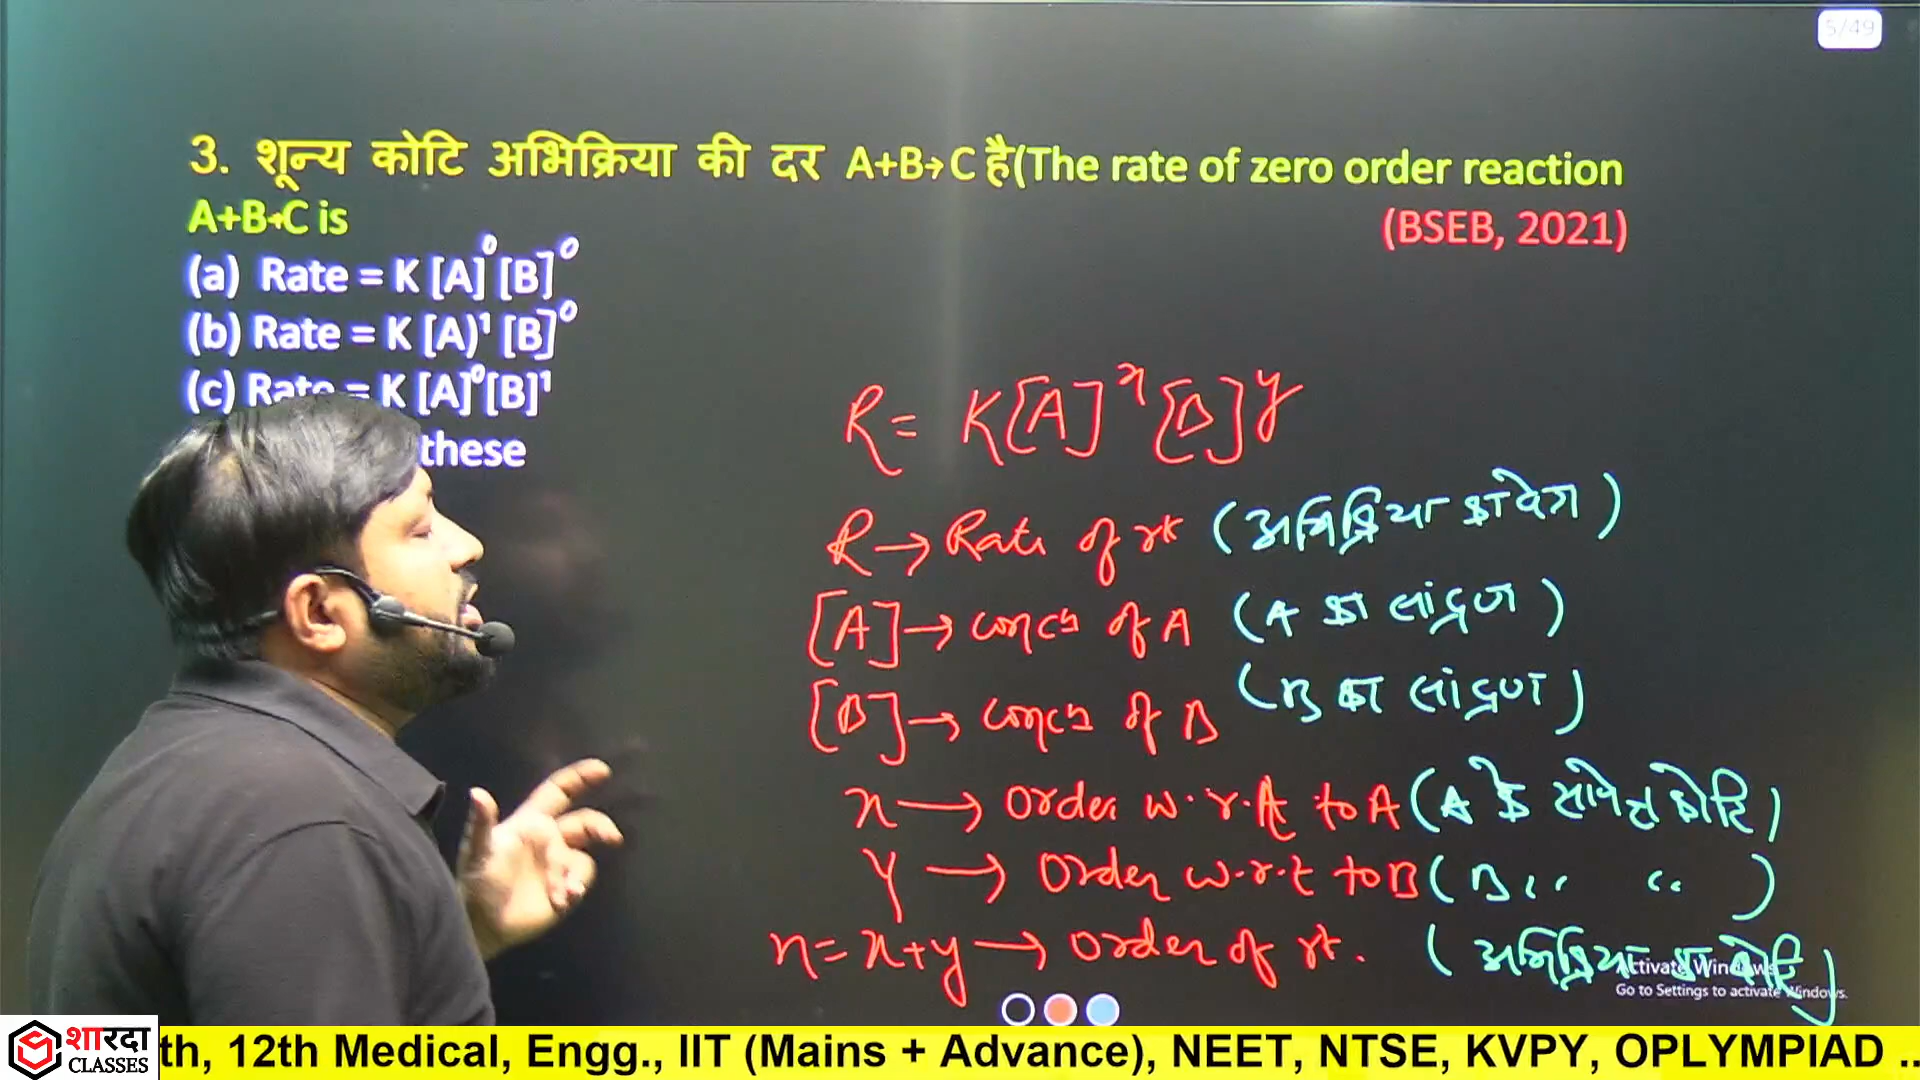 5/49
3. शून्य कोटि अभिक्रिया की दर A+B→C है(The rate of zero order reaction
A+B→C is
(BSEB, 2021)
(a) Rate = K [A]⁰ [B]⁰
(b) Rate = K [A)¹ [B]⁰
(c) Rate = K [A]⁰[B]¹
these
R = K[A]ˣ [B]ʸ
R → Rate of rx (अभिक्रिया का वेग)
[A] → concn of A (A का सांद्रण)
[B] → concn of B (B का सांद्रण)
x → order w.r.t to A (A के सापेक्ष कोटि)
y → order w.r.t to B (B ,, ,, )
n = x+y → order of rx. (अभिक्रिया का कोटि)
Activate Windows
Go to Settings to activate Windows.
शारदा
CLASSES
th, 12th Medical, Engg., IIT (Mains + Advance), NEET, NTSE, KVPY, OPLYMPIAD ..